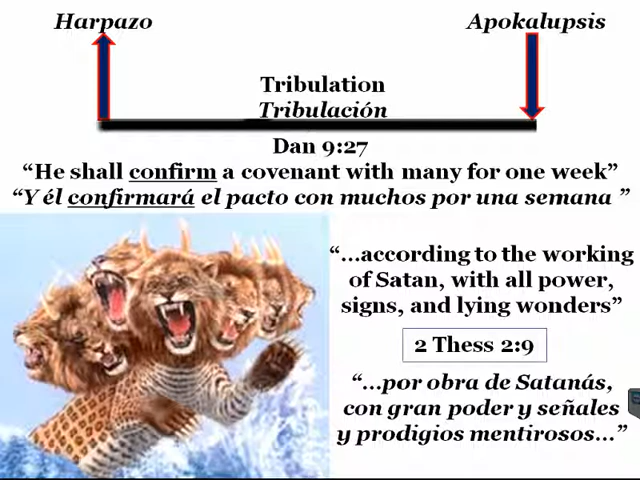 Harpazo
Apokalupsis
Tribulation
Tribulación
Dan 9:27
“He shall confirm a covenant with many for one week”
“Y él confirmará el pacto con muchos por una semana ”
“…according to the working
of Satan, with all power,
signs, and lying wonders”
2 Thess 2:9
“…por obra de Satanás,
con gran poder y señales
y prodigios mentirosos…”